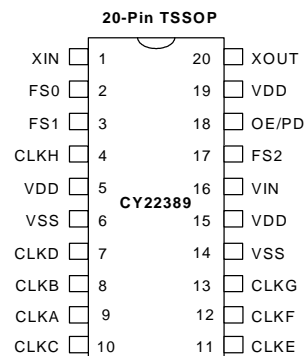 20-Pin TSSOP
XIN 1 20 XOUT
FS0 2 19 VDD
FS1 3 18 OE/PD
CLKH 4 17 FS2
VDD 5 16 VIN
CY22389
VSS 6 15 VDD
CLKD 7 14 VSS
CLKB 8 13 CLKG
CLKA 9 12 CLKF
CLKC 10 11 CLKE